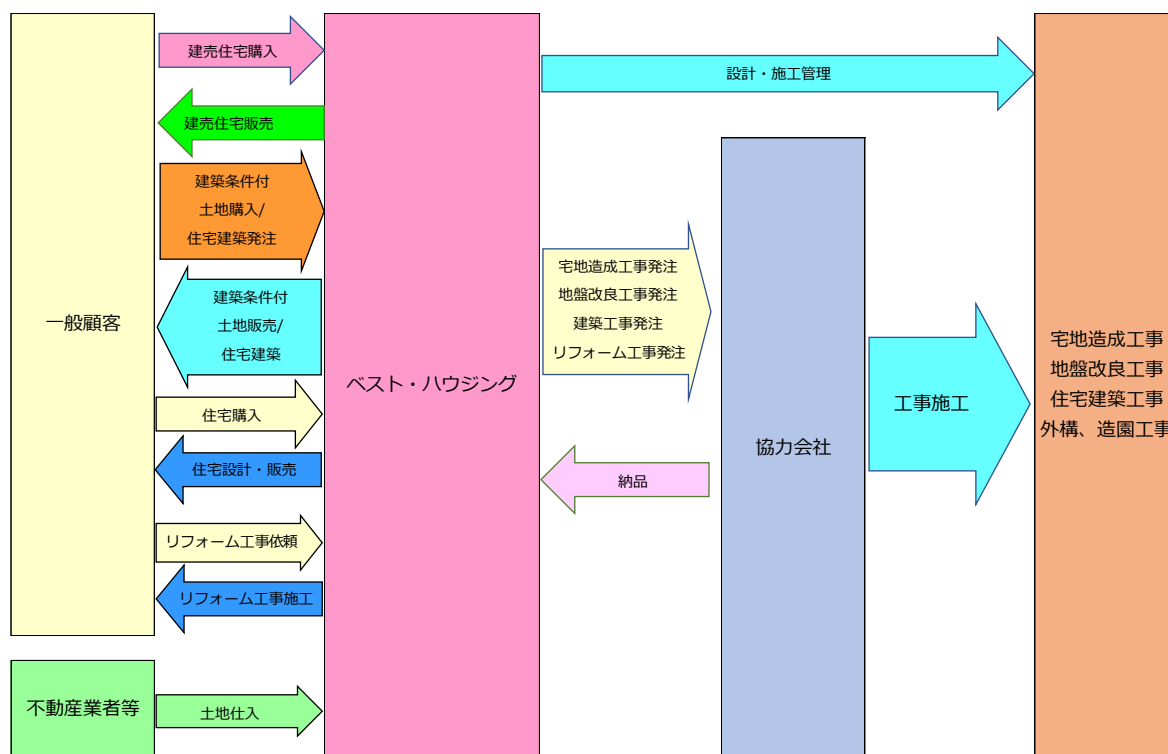 一般顧客
建売住宅購入
建売住宅販売
建築条件付
土地購入/
住宅建築発注
建築条件付
土地販売/
住宅建築
住宅購入
住宅設計・販売
リフォーム工事依頼
リフォーム工事施工
不動産業者等
土地仕入
ベスト・ハウジング
設計・施工管理
宅地造成工事発注
地盤改良工事発注
建築工事発注
リフォーム工事発注
納品
協力会社
工事施工
宅地造成工事
地盤改良工事
住宅建築工事
外構、造園工事